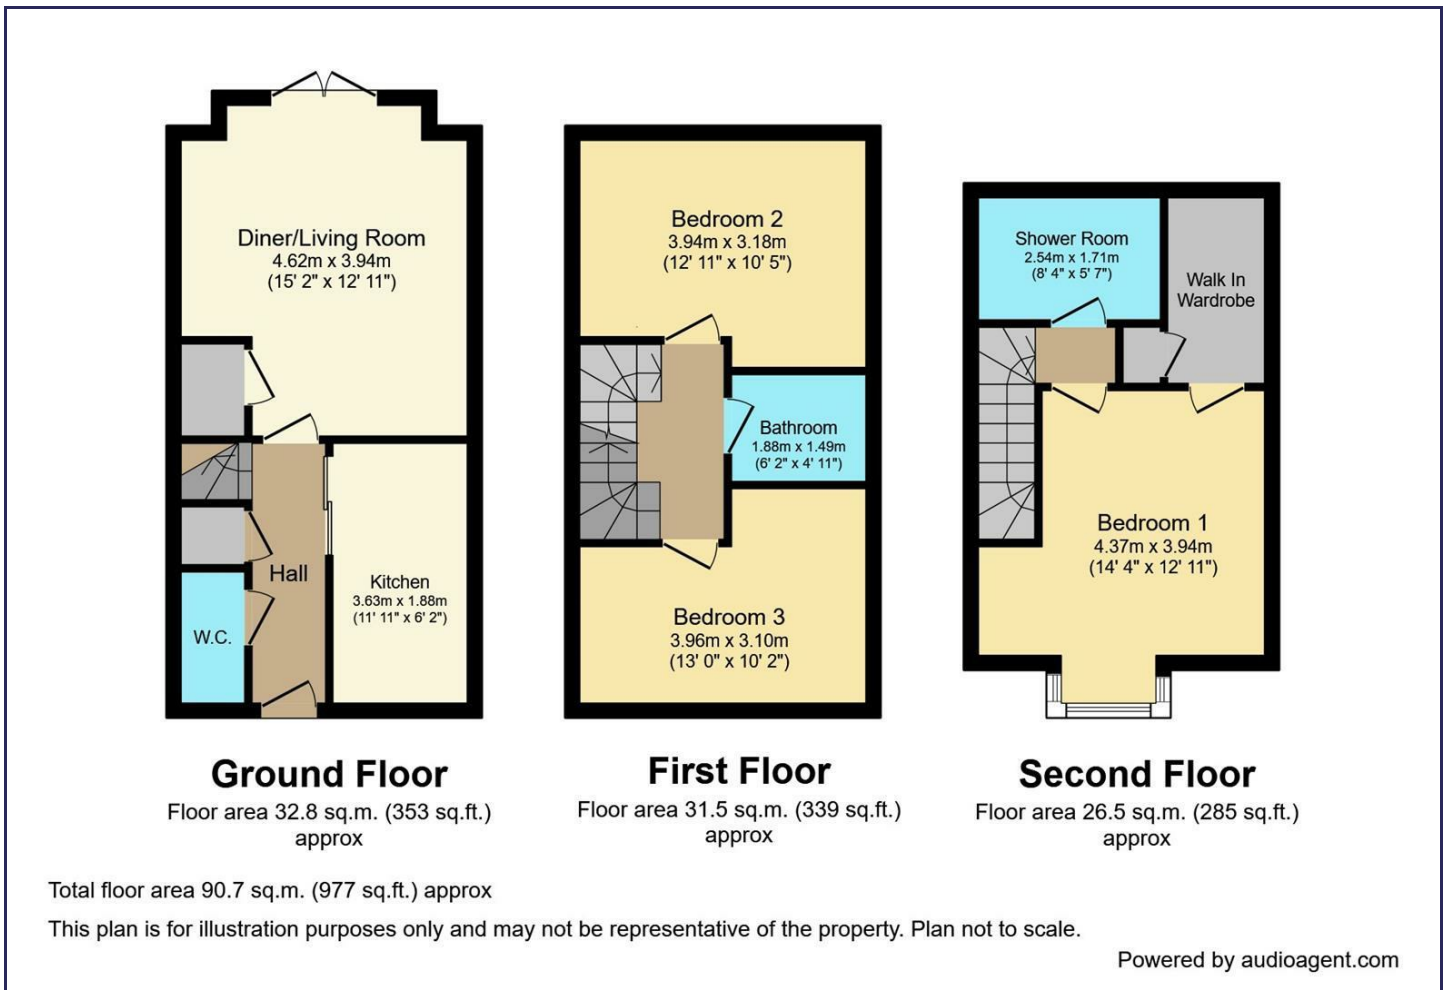 Diner/Living Room
4.62m x 3.94m
(15' 2" x 12' 11")
Hall
Kitchen
3.63m x 1.88m
(11' 11" x 6' 2")
W.C.
Ground Floor
Floor area 32.8 sq.m. (353 sq.ft.)
approx
Bedroom 2
3.94m x 3.18m
(12' 11" x 10' 5")
Bathroom
1.88m x 1.49m
(6' 2" x 4' 11")
Bedroom 3
3.96m x 3.10m
(13' 0" x 10' 2")
First Floor
Floor area 31.5 sq.m. (339 sq.ft.)
approx
Shower Room
2.54m x 1.71m
(8' 4" x 5' 7")
Walk In
Wardrobe
Bedroom 1
4.37m x 3.94m
(14' 4" x 12' 11")
Second Floor
Floor area 26.5 sq.m. (285 sq.ft.)
approx
Total floor area 90.7 sq.m. (977 sq.ft.) approx
This plan is for illustration purposes only and may not be representative of the property. Plan not to scale.
Powered by audioagent.com